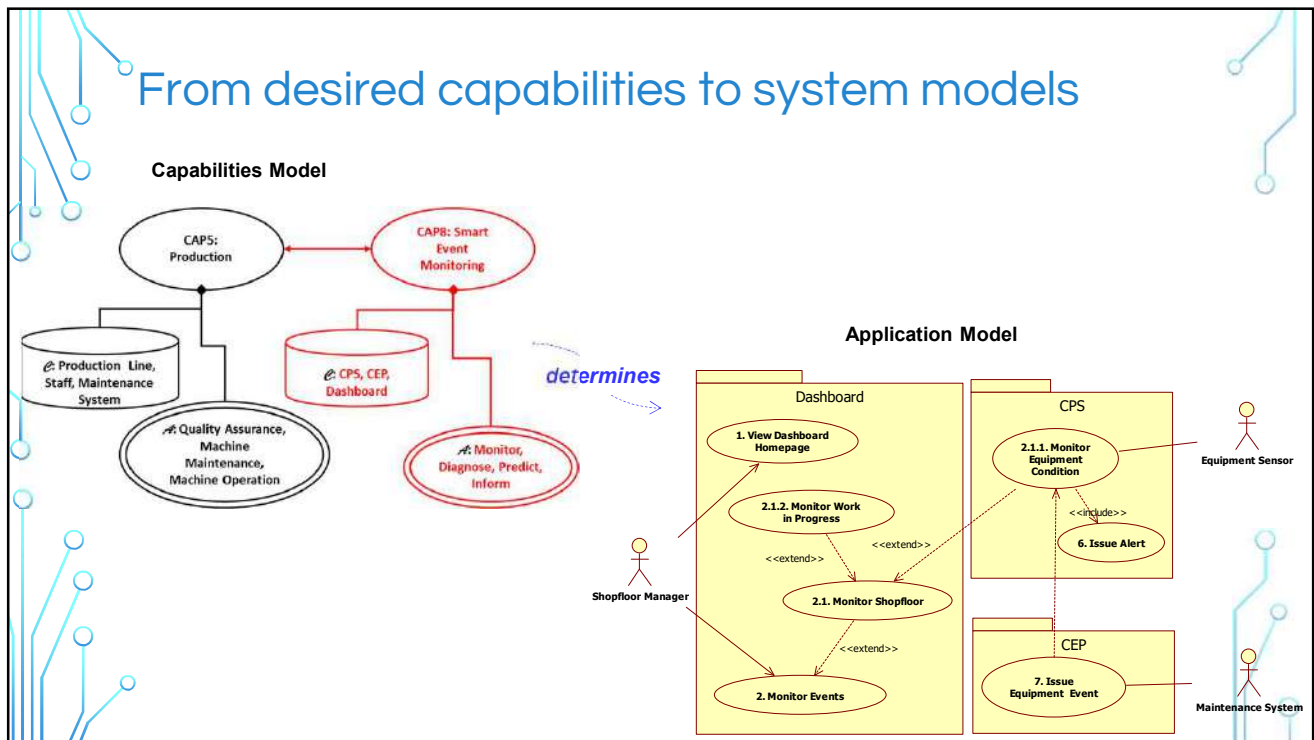 From desired capabilities to system models
Capabilities Model
CAP5:
Production
CAP8: Smart
Event
Monitoring
𝒞: Production Line,
Staff, Maintenance
System
𝒞: CPS, CEP,
Dashboard
𝒜: Quality Assurance,
Machine
Maintenance,
Machine Operation
𝒜: Monitor,
Diagnose, Predict,
Inform
determines
Application Model
Dashboard
1. View Dashboard
Homepage
2.1.2. Monitor Work
in Progress
<<extend>>
2.1. Monitor Shopfloor
<<extend>>
2. Monitor Events
Shopfloor Manager
<<extend>>
CPS
2.1.1. Monitor
Equipment
Condition
<<include>>
6. Issue Alert
Equipment Sensor
CEP
7. Issue
Equipment Event
Maintenance System